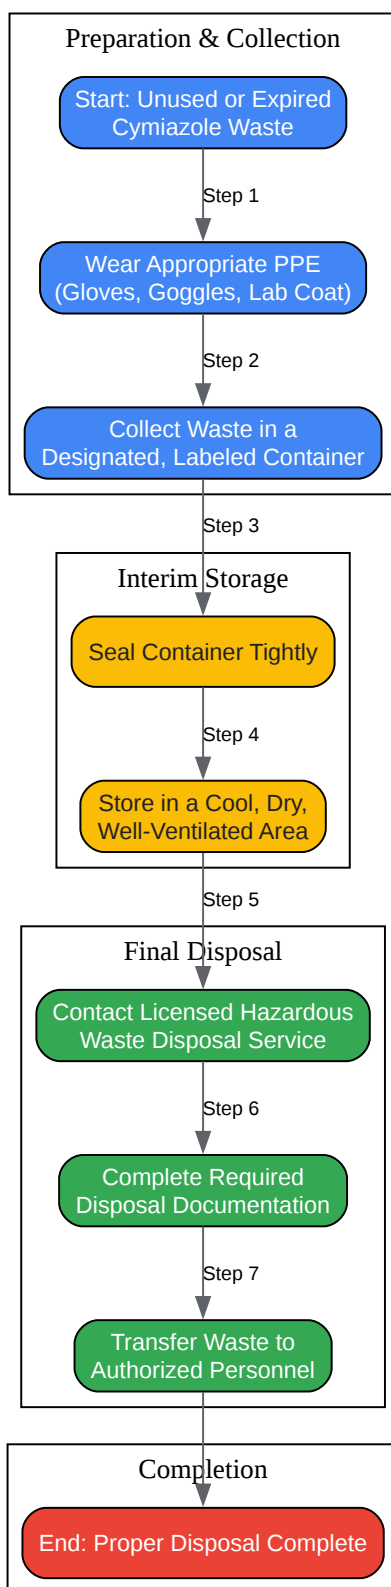 Preparation & Collection
Start: Unused or Expired
Cymiazole Waste
Step 1
Wear Appropriate PPE
(Gloves, Goggles, Lab Coat)
Step 2
Collect Waste in a
Designated, Labeled Container
Step 3
Interim Storage
Seal Container Tightly
Step 4
Store in a Cool, Dry,
Well-Ventilated Area
Step 5
Final Disposal
Contact Licensed Hazardous
Waste Disposal Service
Step 6
Complete Required
Disposal Documentation
Step 7
Transfer Waste to
Authorized Personnel
Completion
End: Proper Disposal Complete